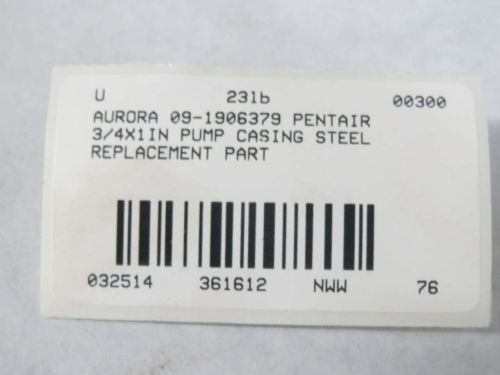 U 231b 00300
AURORA 09-1906379 PENTAIR
3/4X1IN PUMP CASING STEEL
REPLACEMENT PART
032514 361612 NWW 76